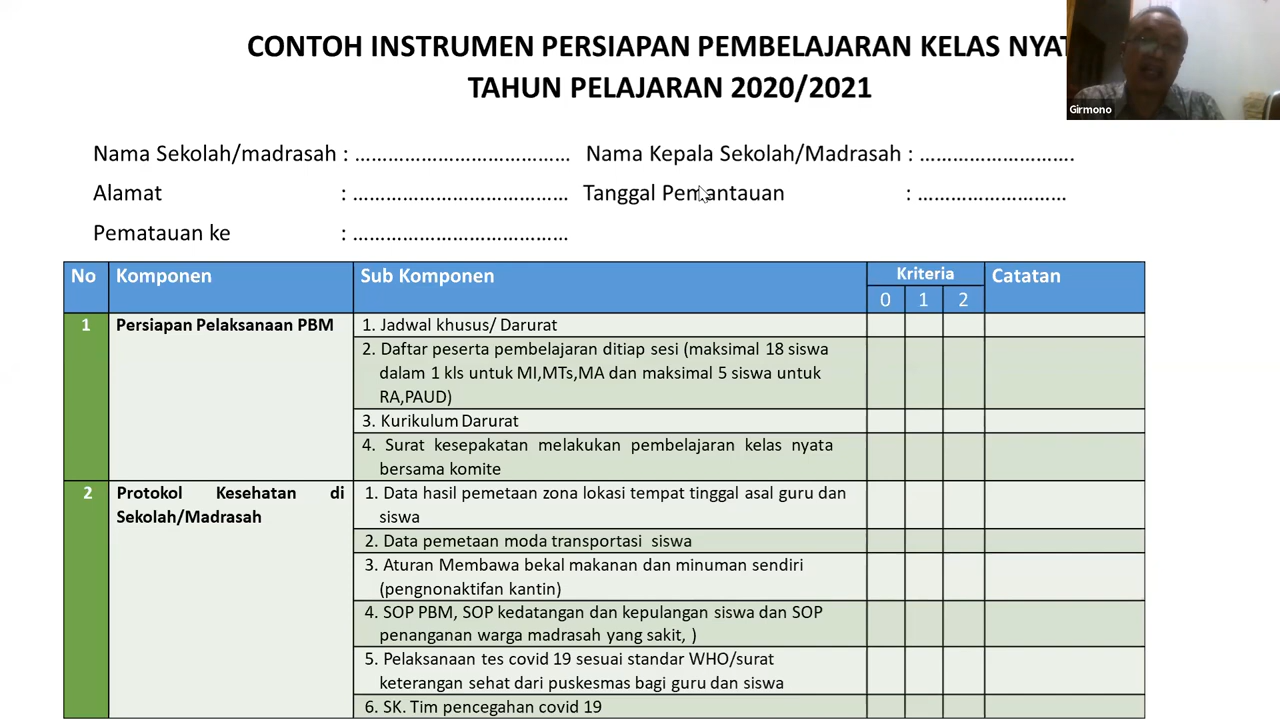 CONTOH INSTRUMEN PERSIAPAN PEMBELAJARAN KELAS
TAHUN PELAJARAN 2020/2021
Girmono
Nama Sekolah/madrasah : ………………………………… Nama Kepala Sekolah/Madrasah : ……………………….
Alamat : ………………………………… Tanggal Pemantauan : ………………………
Pematauan ke : …………………………………
No Komponen Sub Komponen Kriteria Catatan
0 1 2
1 Persiapan Pelaksanaan PBM 1. Jadwal khusus/ Darurat
2. Daftar peserta pembelajaran ditiap sesi (maksimal 18 siswa
dalam 1 kls untuk MI,MTs,MA dan maksimal 5 siswa untuk
RA,PAUD)
3. Kurikulum Darurat
4. Surat kesepakatan melakukan pembelajaran kelas nyata
bersama komite
2 Protokol Kesehatan di 1. Data hasil pemetaan zona lokasi tempat tinggal asal guru dan
Sekolah/Madrasah siswa
2. Data pemetaan moda transportasi siswa
3. Aturan Membawa bekal makanan dan minuman sendiri
(pengnonaktifan kantin)
4. SOP PBM, SOP kedatangan dan kepulangan siswa dan SOP
penanganan warga madrasah yang sakit, )
5. Pelaksanaan tes covid 19 sesuai standar WHO/surat
keterangan sehat dari puskesmas bagi guru dan siswa
6. SK. Tim pencegahan covid 19